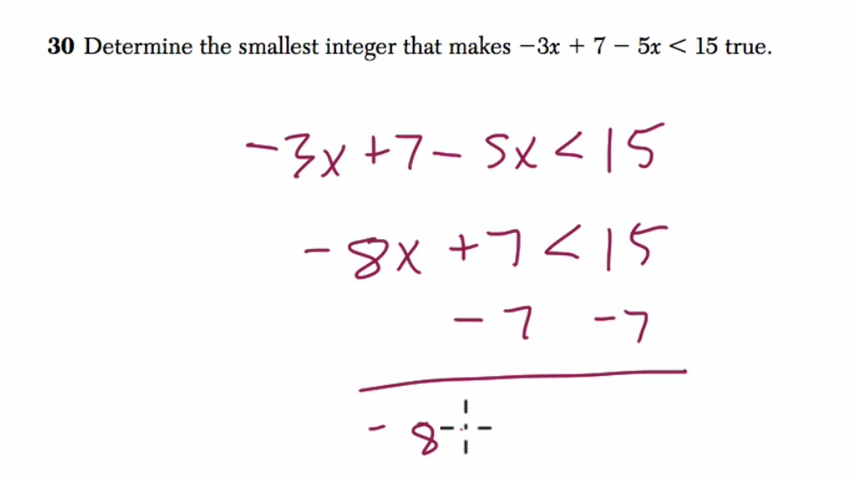 30 Determine the smallest integer that makes −3x + 7 − 5x < 15 true.
-3x+7-5x<15
-8x+7<15
-7 -7
-8